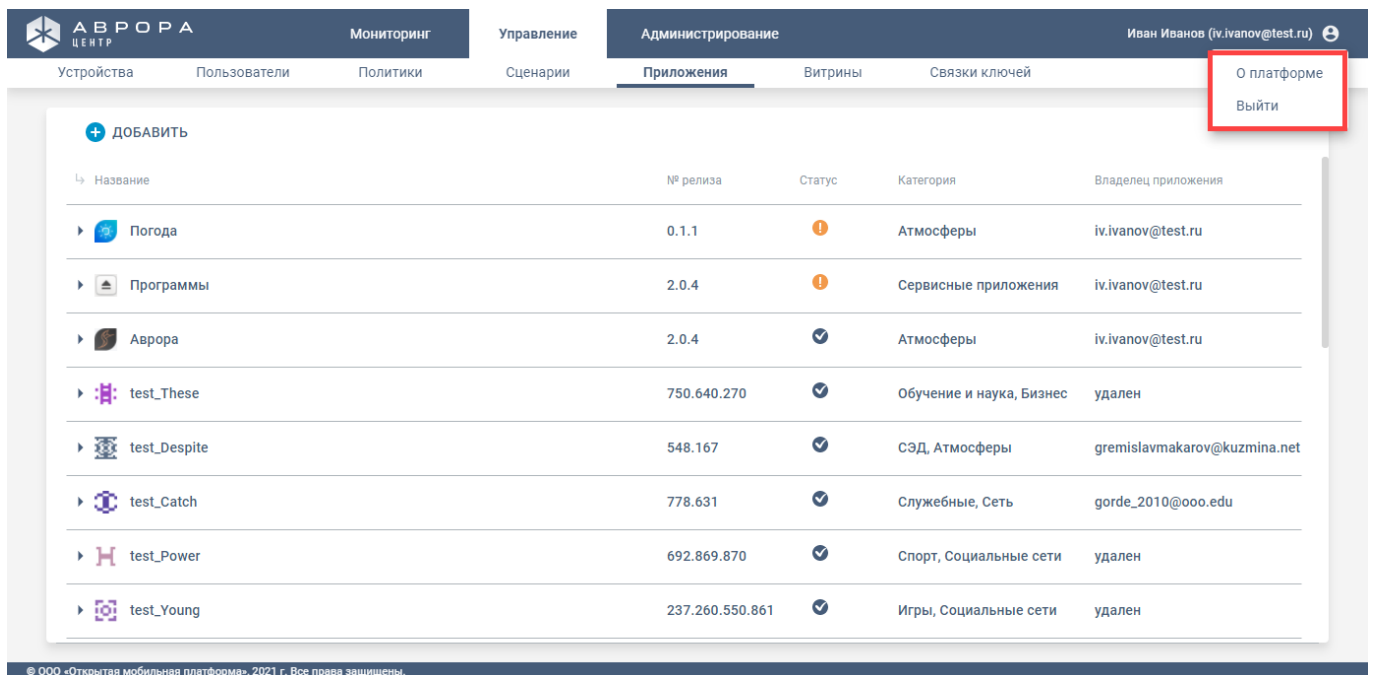 АВРОРА
ЦЕНТР
Мониторинг Управление Администрирование Иван Иванов (iv.ivanov@test.ru)
Устройства Пользователи Политики Сценарии Приложения Витрины Связки ключей О платформе
Выйти
ДОБАВИТЬ
Название № релиза Статус Категория Владелец приложения
Погода 0.1.1 Атмосферы iv.ivanov@test.ru
Программы 2.0.4 Сервисные приложения iv.ivanov@test.ru
Аврора 2.0.4 Атмосферы iv.ivanov@test.ru
test_These 750.640.270 Обучение и наука, Бизнес удален
test_Despite 548.167 СЭД, Атмосферы gremislavmakarov@kuzmina.net
test_Catch 778.631 Служебные, Сеть gorde_2010@ooo.edu
test_Power 692.869.870 Спорт, Социальные сети удален
test_Young 237.260.550.861 Игры, Социальные сети удален
© ООО «Открытая мобильная платформа», 2021 г. Все права защищены.